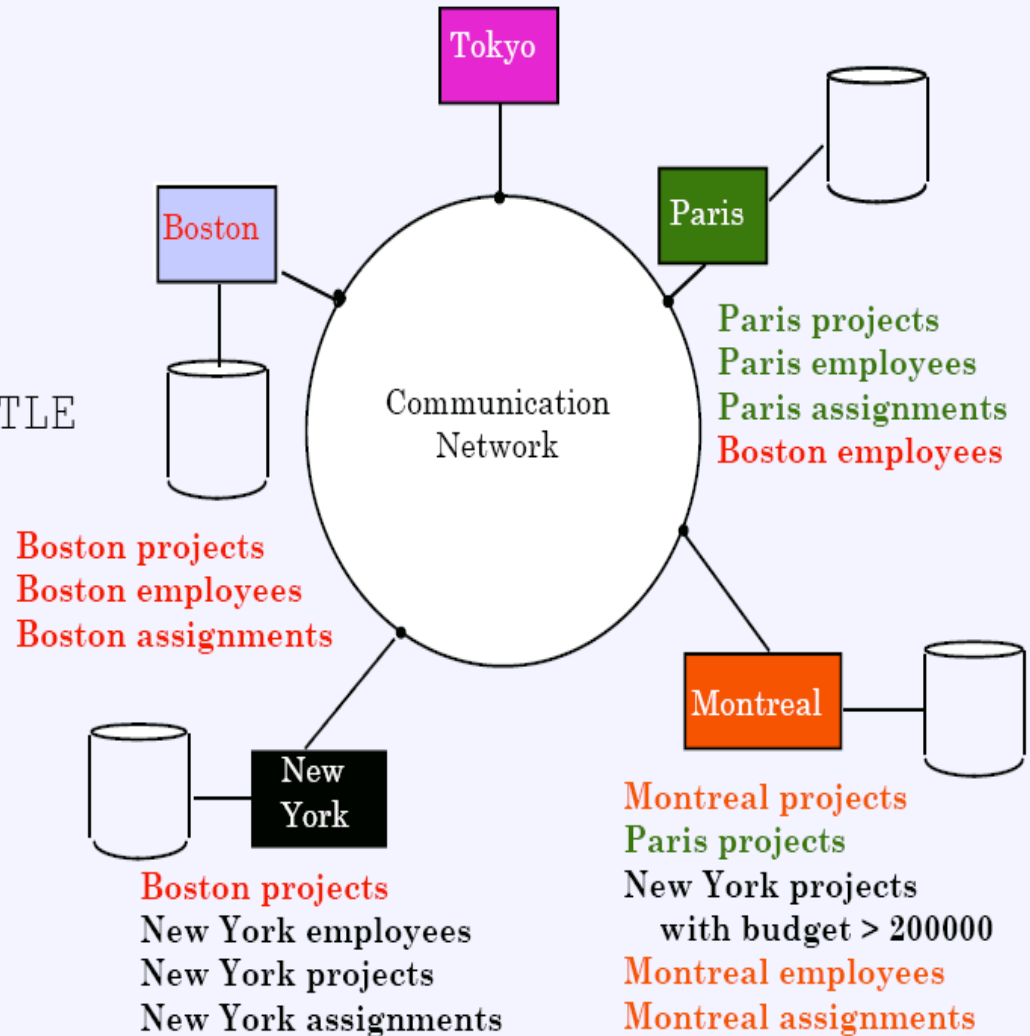 Tokyo
Boston
Paris
Paris projects
Paris employees
Paris assignments
Boston employees
Communication
Network
TLE
Boston projects
Boston employees
Boston assignments
Montreal
New
York
Montreal projects
Paris projects
New York projects
with budget > 200000
Montreal employees
Montreal assignments
Boston projects
New York employees
New York projects
New York assignments